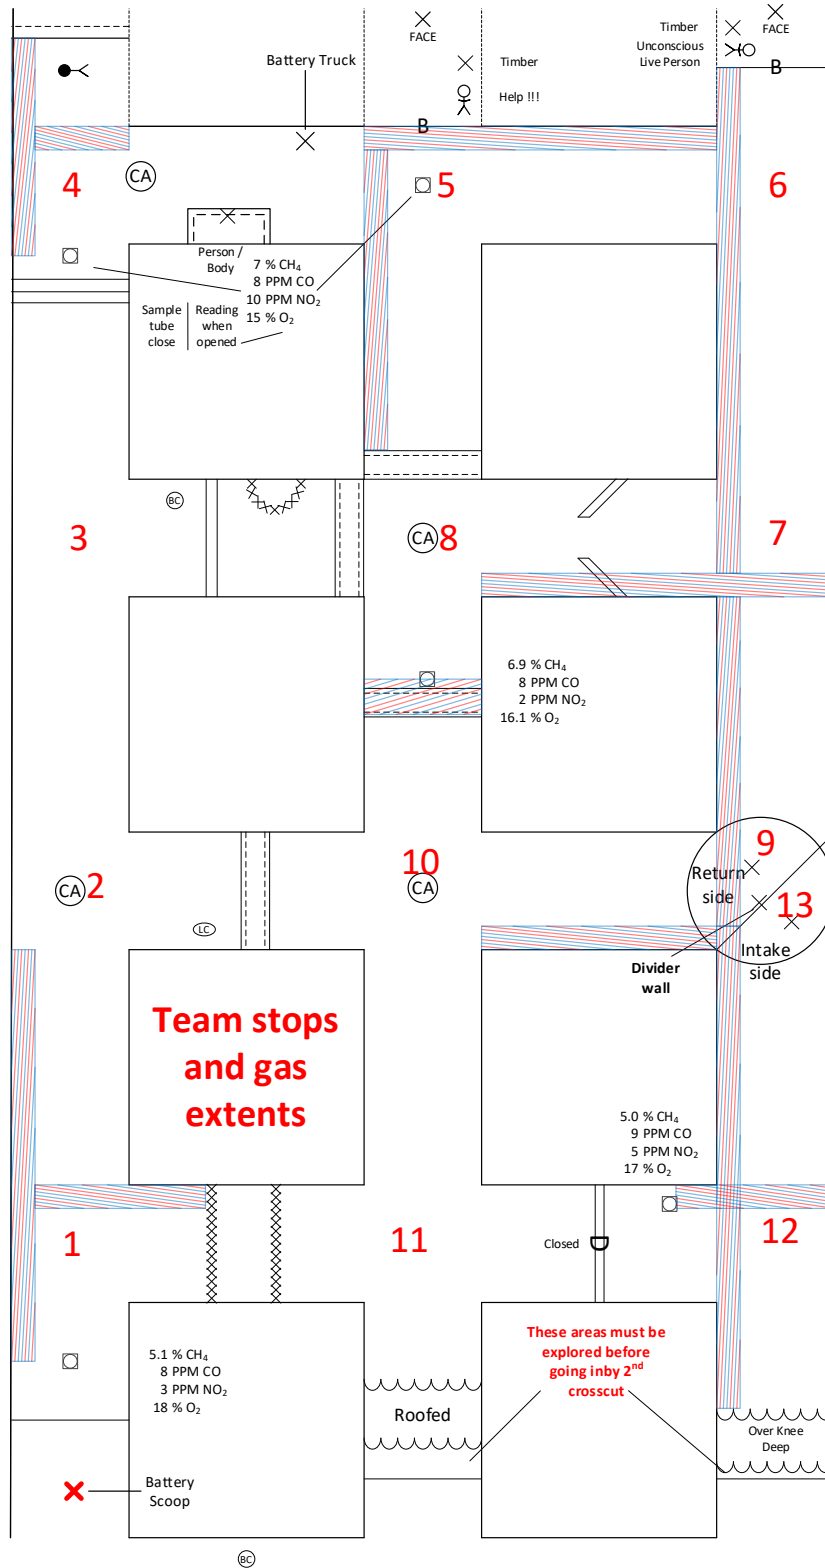 FACE
Timber
Help !!!
B
Timber
Unconscious
Live Person
FACE
B
Battery Truck
4
CA
5
6
Person /
Body
7 % CH₄
8 PPM CO
10 PPM NO₂
15 % O₂
Sample
tube
close
Reading
when
opened
BC
3
CA
8
7
6.9 % CH₄
8 PPM CO
2 PPM NO₂
16.1 % O₂
CA
2
LC
10
CA
9
Return
side
13
Intake
side
Divider
wall
Team stops
and gas
extents
5.0 % CH₄
9 PPM CO
5 PPM NO₂
17 % O₂
1
11
Closed
D
12
5.1 % CH₄
8 PPM CO
3 PPM NO₂
18 % O₂
Roofed
These areas must be
explored before
going inby 2nd
crosscut
Over Knee
Deep
Battery
Scoop
BC